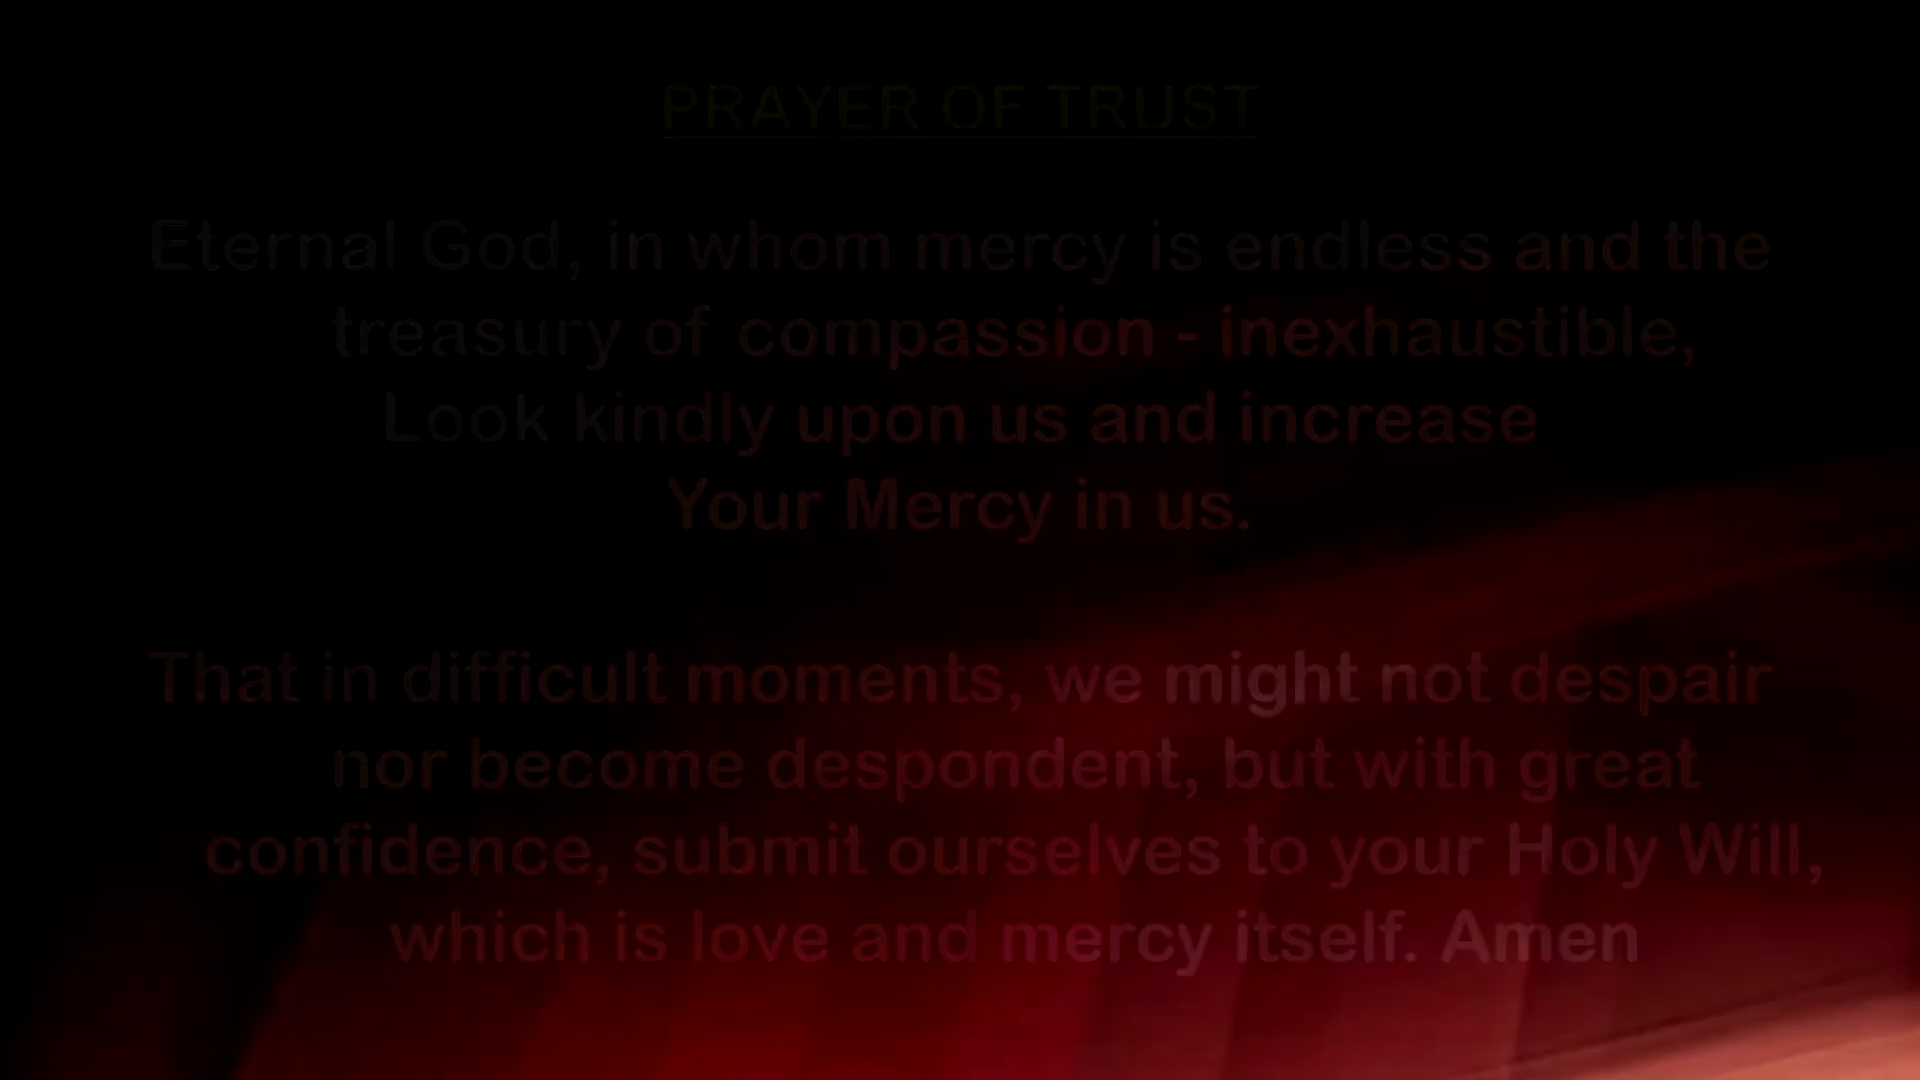 PRAYER OF TRUST
Eternal God, in whom mercy is endless and the
treasury of compassion - inexhaustible,
Look kindly upon us and increase
Your Mercy in us.
That in difficult moments, we might not despair
nor become despondent, but with great
confidence, submit ourselves to your Holy Will,
which is love and mercy itself. Amen